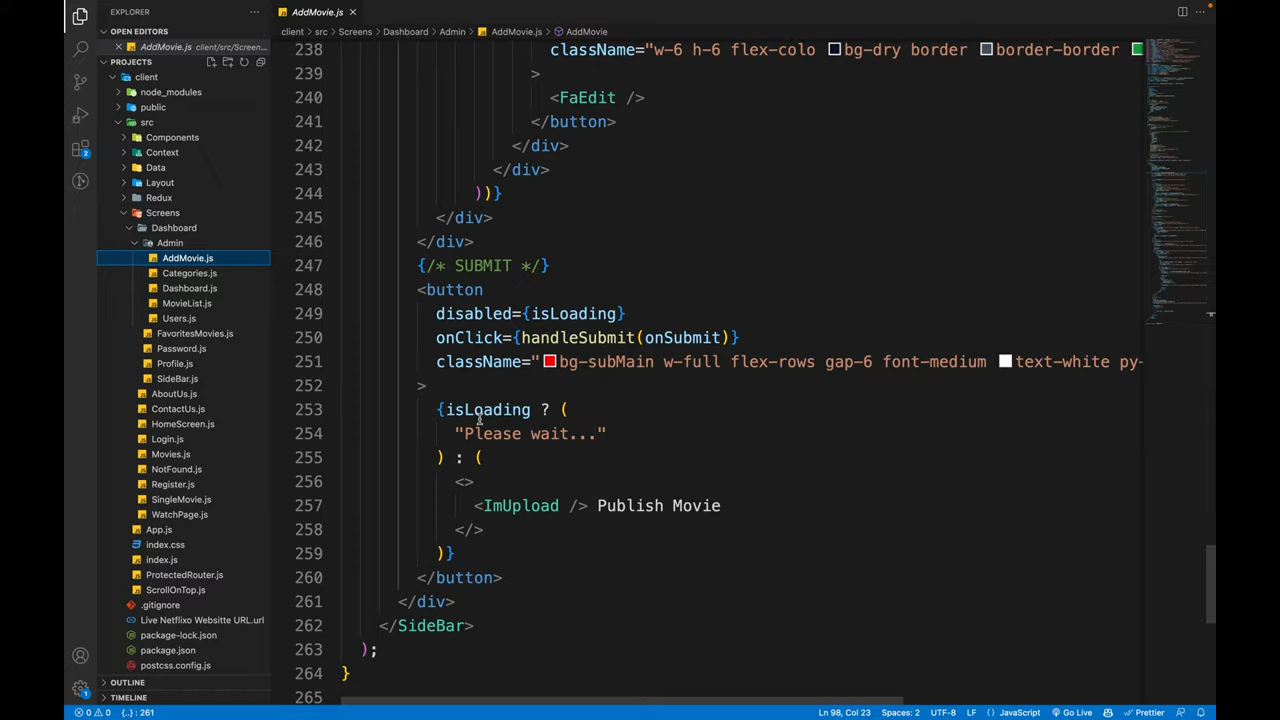 EXPLORER
OPEN EDITORS
AddMovie.js client/src/Screen...
PROJECTS
client
node_modules
public
src
Components
Context
Data
Layout
Redux
Screens
Dashboard
Admin
AddMovie.js
Categories.js
Dashboard.js
MovieList.js
Users.js
FavoritesMovies.js
Password.js
Profile.js
SideBar.js
AboutUs.js
ContactUs.js
HomeScreen.js
Login.js
Movies.js
NotFound.js
Register.js
SingleMovie.js
WatchPage.js
App.js
index.css
index.js
ProtectedRouter.js
ScrollOnTop.js
.gitignore
Live Netflixo Websitte URL.url
package-lock.json
package.json
postcss.config.js
OUTLINE
TIMELINE
2
1
AddMovie.js
client > src > Screens > Dashboard > Admin > AddMovie.js > AddMovie
238 className="w-6 h-6 flex-colo bg-dry border border-border
239 >
240 <FaEdit />
241 </button>
242 </div>
243 </div>
244 ))}
245 </div>
246 </div>
247 {/* SUBMIT */}
248 <button
249 disabled={isLoading}
250 onClick={handleSubmit(onSubmit)}
251 className="bg-subMain w-full flex-rows gap-6 font-medium text-white py-
252 >
253 {isLoading ? (
254 "Please wait..."
255 ) : (
256 <>
257 <ImUpload /> Publish Movie
258 </>
259 )}
260 </button>
261 </div>
262 </SideBar>
263 );
264 }
265
0 0 {..} : 261 Ln 98, Col 23 Spaces: 2 UTF-8 LF {} JavaScript Go Live Prettier